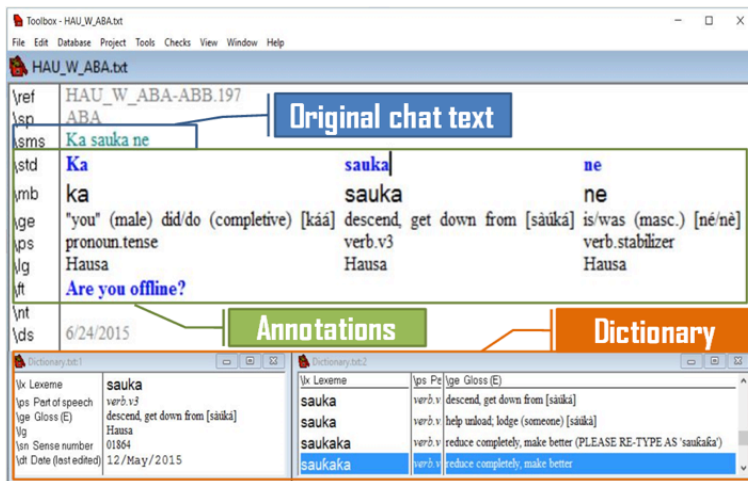 Toolbox - HAU_W_ABA.txt
File Edit Database Project Tools Checks View Window Help
HAU_W_ABA.txt
\ref HAU_W_ABA-ABB.197
\sp ABA
Original chat text
\sms Ka sauka ne
\std Ka sauka ne
\mb ka sauka ne
\ge "you" (male) did/do (completive) [káá] descend, get down from [sàúká] is/was (masc.) [né/nè]
\ps pronoun.tense verb.v3 verb.stabilizer
\lg Hausa Hausa Hausa
\ft Are you offline?
\nt
Annotations Dictionary
\ds 6/24/2015
Dictionary.txt:1
\lx Lexeme sauka
\ps Part of speech verb.v3
\ge Gloss (E) descend, get down from [sàúká]
\lg Hausa
\sn Sense number 01864
\dt Date (last edited) 12/May/2015
Dictionary.txt:2
\lx Lexeme \ps Pe \ge Gloss (E)
sauka verb.v descend, get down from [sàúká]
sauka verb.v help unload; lodge (someone) [sàúká]
saukaka verb.v reduce completely, make better (PLEASE RE-TYPE AS 'sauƙaƙa')
sauƙaƙa verb.v reduce completely, make better